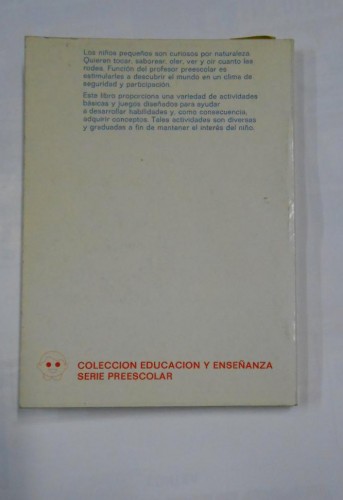 Los niños pequeños son curiosos por naturaleza
Quieren tocar, saborear, oler, ver y oír cuanto les
rodea. Función del profesor preescolar es
estimularles a descubrir el mundo en un clima de
seguridad y participación.
Este libro proporciona una variedad de actividades
básicas y juegos diseñados para ayudar
a desarrollar habilidades y, como consecuencia,
adquirir conceptos. Tales actividades son diversas
y graduadas a fin de mantener el interés del niño.
COLECCION EDUCACION Y ENSEÑANZA
SERIE PREESCOLAR